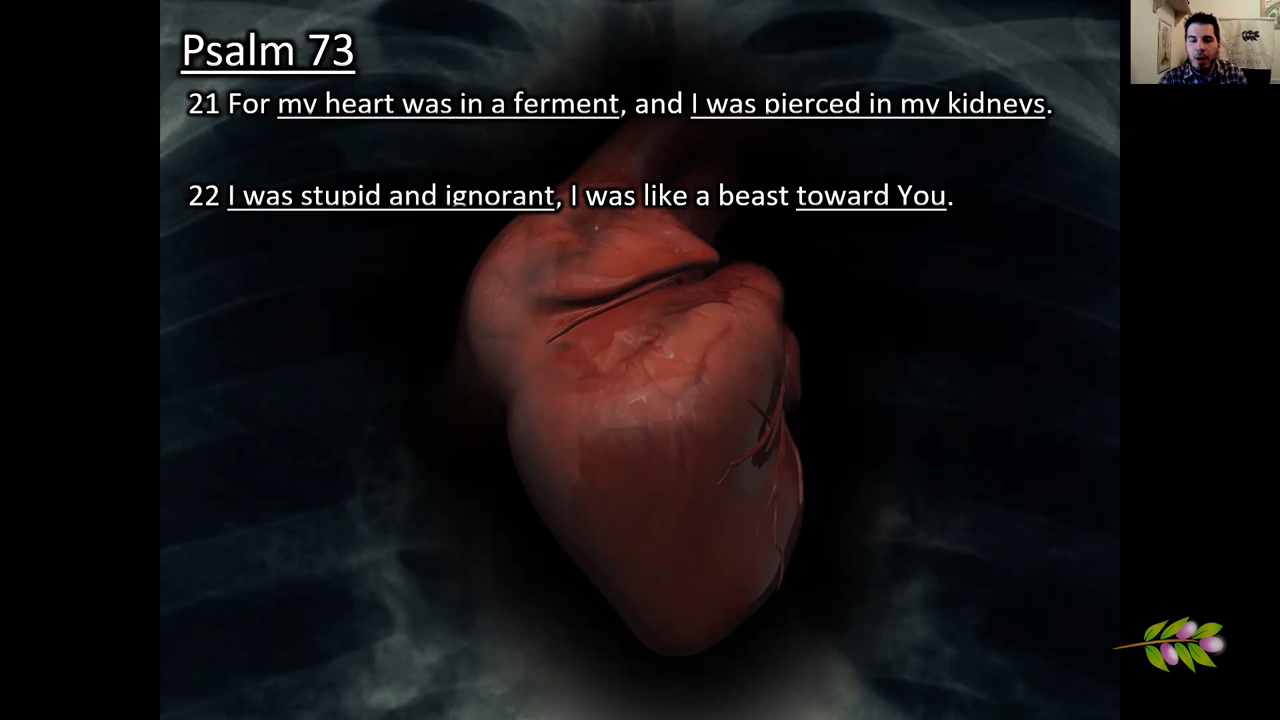 Psalm 73
21 For my heart was in a ferment, and I was pierced in my kidneys.
22 I was stupid and ignorant, I was like a beast toward You.